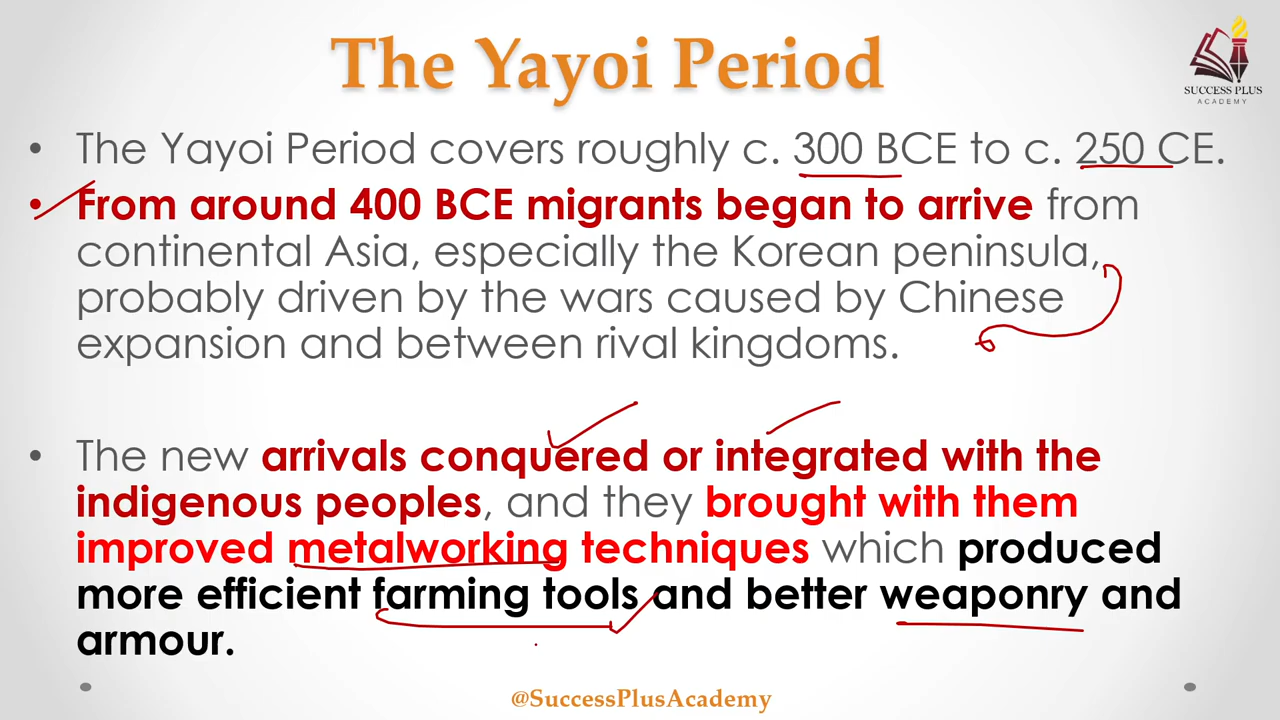 The Yayoi Period
SUCCESS PLUS
ACADEMY
• The Yayoi Period covers roughly c. 300 BCE to c. 250 CE.
• From around 400 BCE migrants began to arrive from
continental Asia, especially the Korean peninsula,
probably driven by the wars caused by Chinese
expansion and between rival kingdoms.
• The new arrivals conquered or integrated with the
indigenous peoples, and they brought with them
improved metalworking techniques which produced
more efficient farming tools and better weaponry and
armour.
@SuccessPlusAcademy